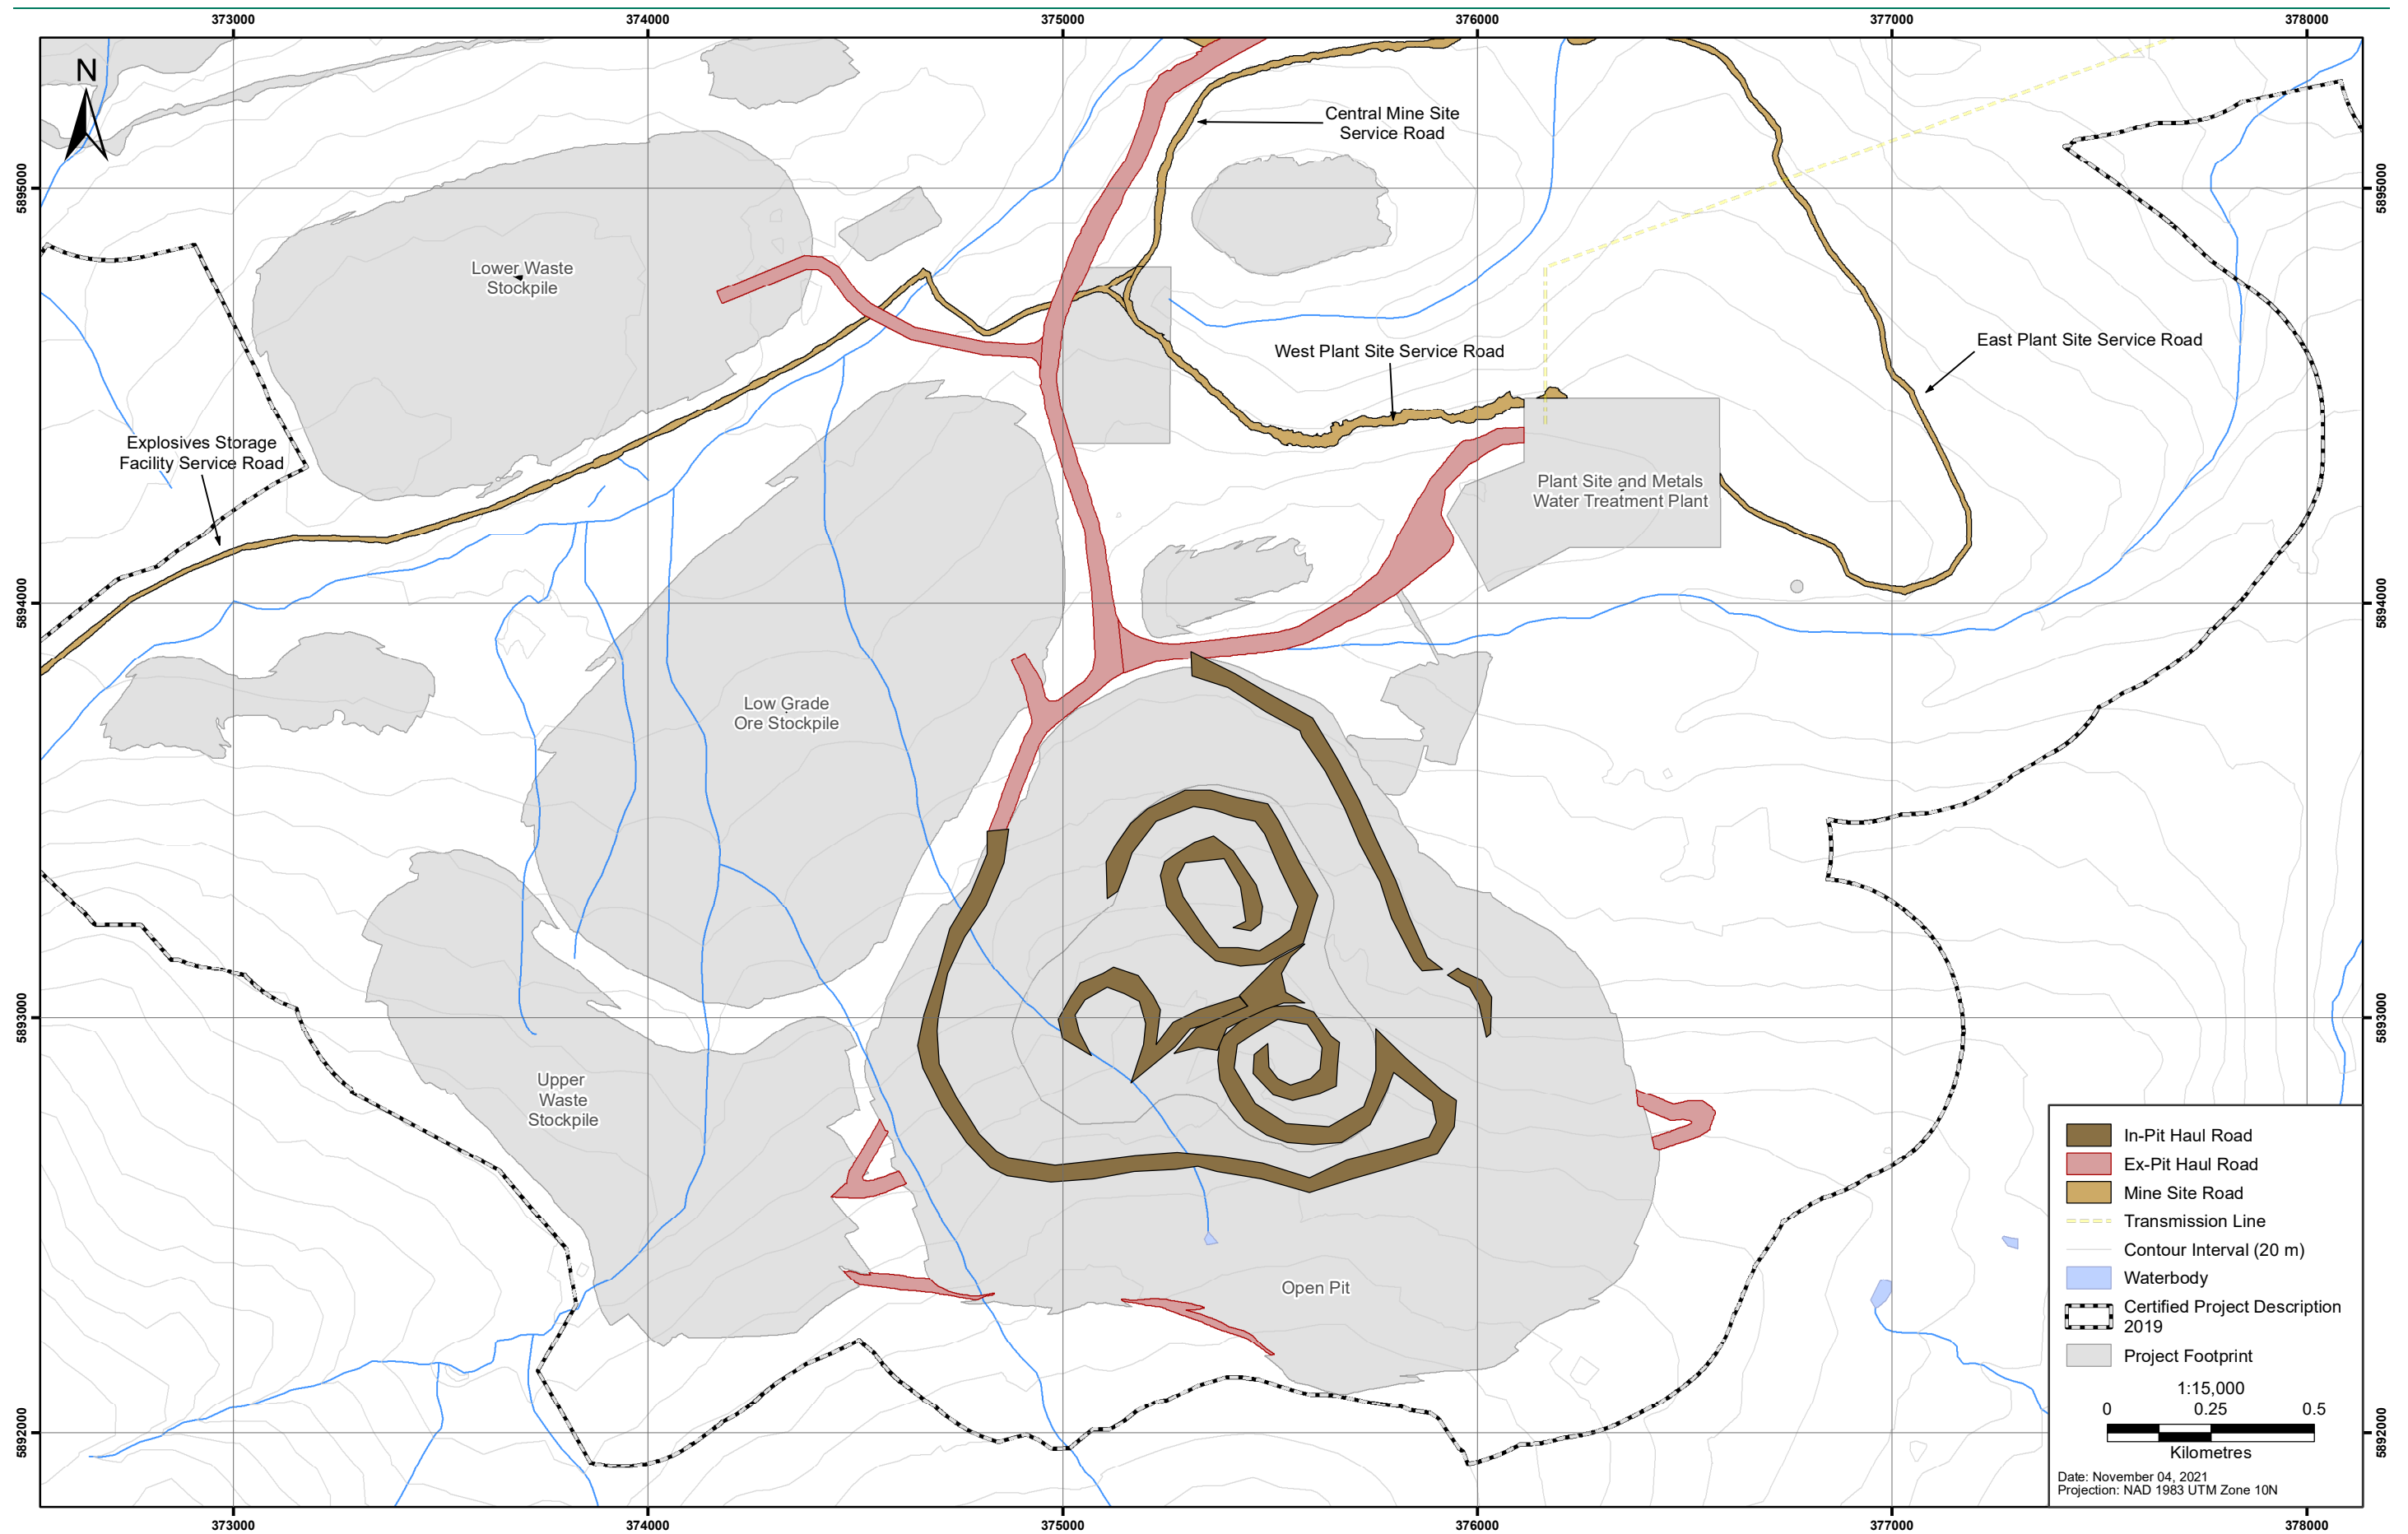 373000
374000
375000
376000
377000
378000
N
Central Mine Site
Service Road
5895000
5895000
Lower Waste
Stockpile
East Plant Site Service Road
West Plant Site Service Road
Explosives Storage
Facility Service Road
Plant Site and Metals
Water Treatment Plant
5894000
5894000
Low Grade
Ore Stockpile
5893000
5893000
Upper
Waste
Stockpile
Open Pit
In-Pit Haul Road
Ex-Pit Haul Road
Mine Site Road
Transmission Line
Contour Interval (20 m)
Waterbody
Certified Project Description
2019
Project Footprint
1:15,000
0 0.25 0.5
Kilometres
5892000
5892000
Date: November 04, 2021
Projection: NAD 1983 UTM Zone 10N
373000
374000
375000
376000
377000
378000